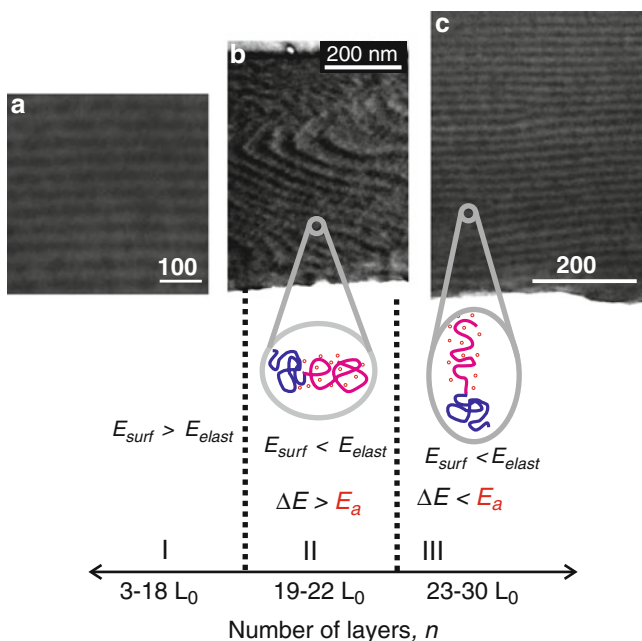 a
100
b
200 nm
c
200
E_surf > E_elast
E_surf < E_elast
ΔE > E_a
E_surf < E_elast
ΔE < E_a
I
II
III
3-18 L_0
19-22 L_0
23-30 L_0
Number of layers, n